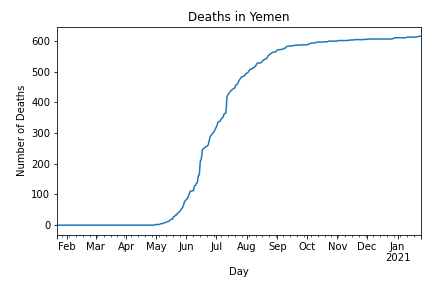 Deaths in Yemen
Number of Deaths
600
500
400
300
200
100
0
Feb Mar Apr May Jun Jul Aug Sep Oct Nov Dec Jan
2021
Day